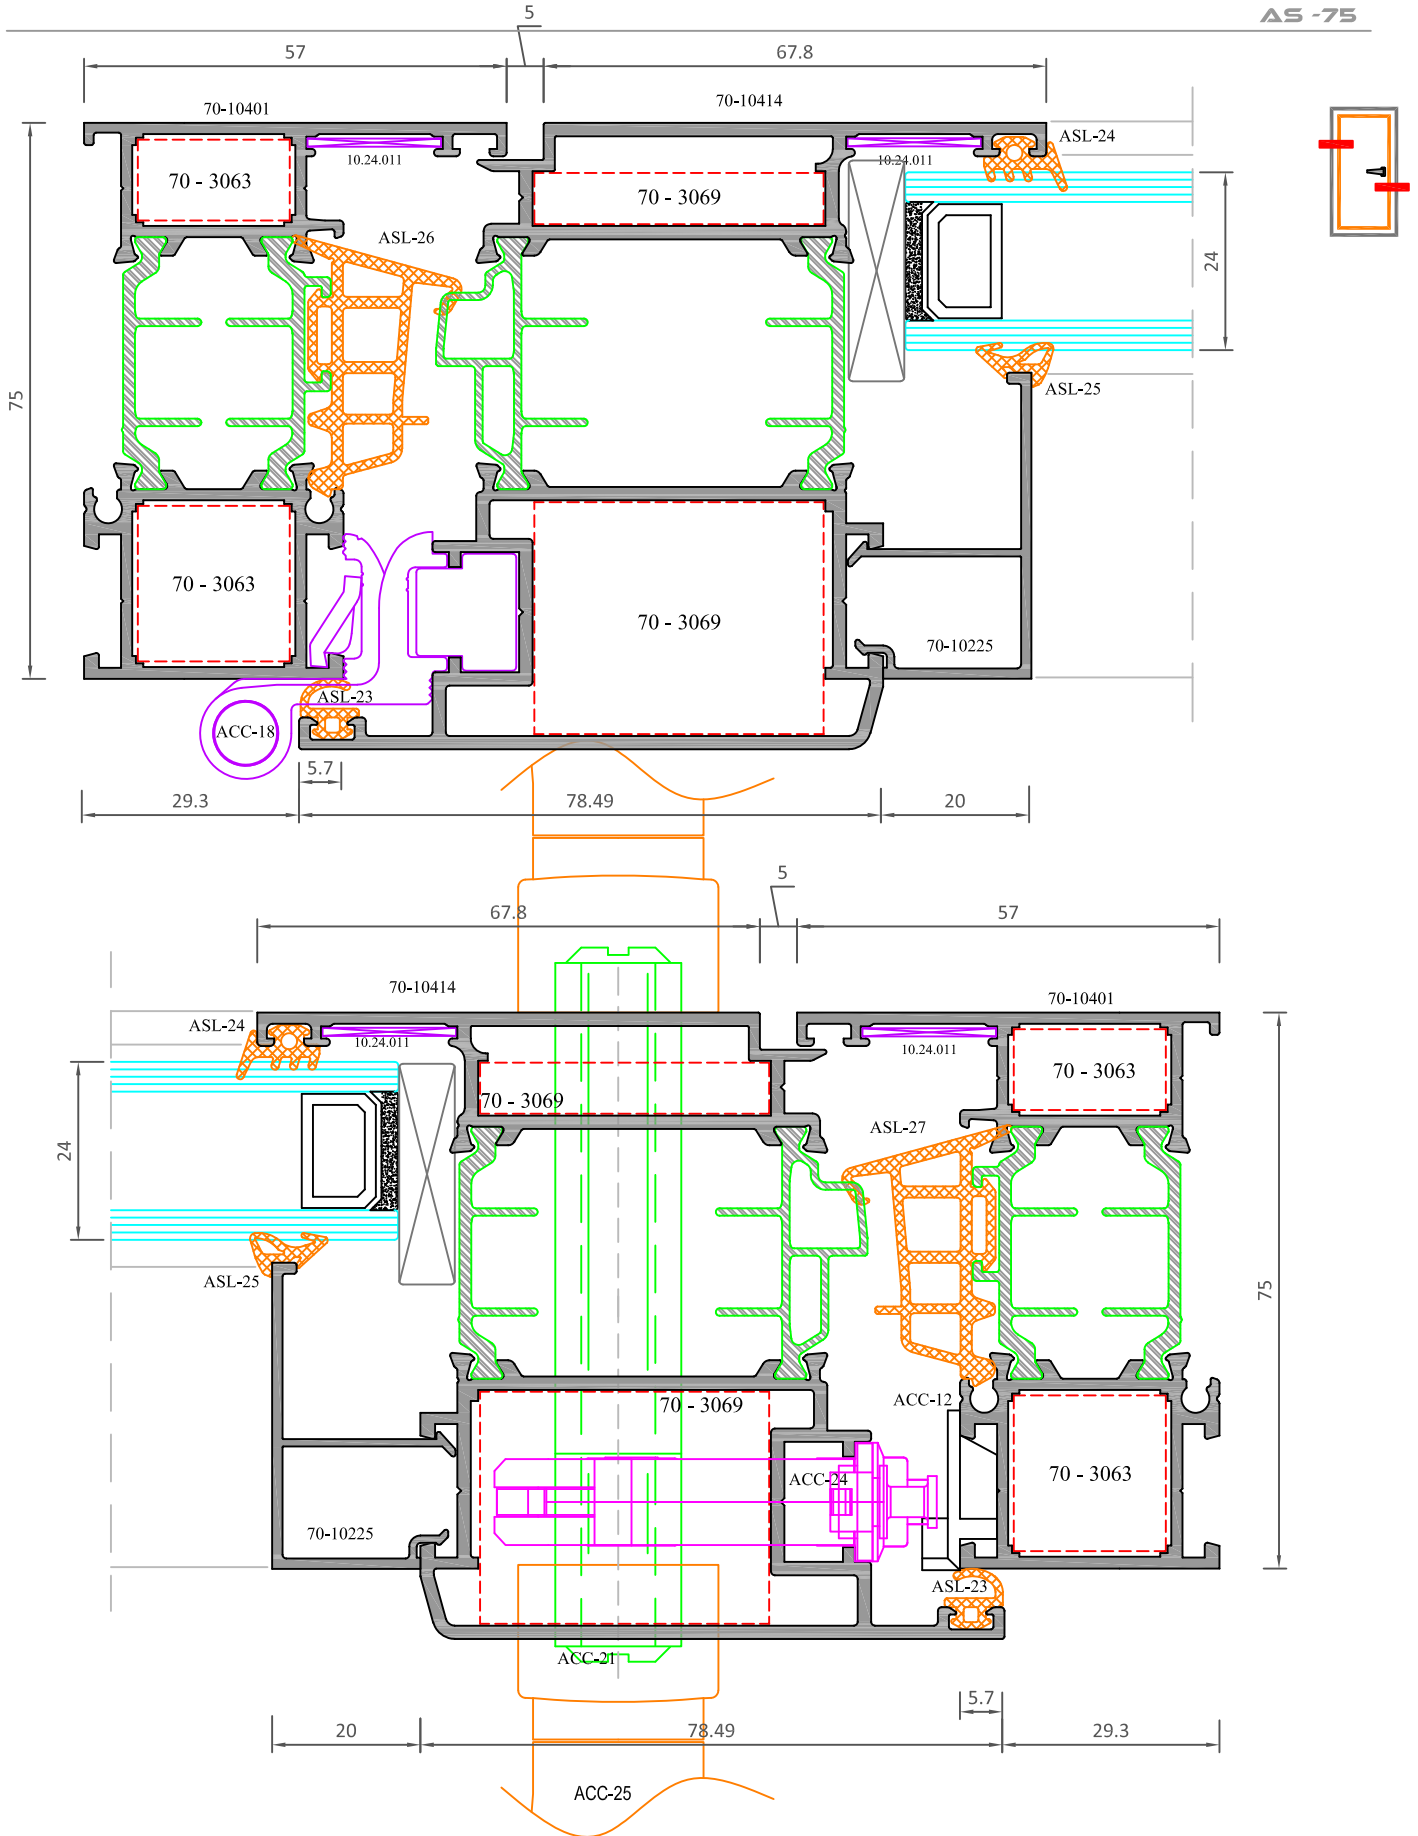 AS -75
5
57
67.8
70-10401
70-10414
ASL-24
10.24.011
10.24.011
70 - 3063
70 - 3069
ASL-26
24
75
ASL-25
70 - 3063
70 - 3069
70-10225
ASL-23
ACC-18
5.7
29.3
78.49
20
5
67.8
57
70-10414
70-10401
ASL-24
10.24.011
10.24.011
70 - 3063
70 - 3069
ASL-27
24
ASL-25
75
ACC-12
70 - 3069
ACC-24
70 - 3063
70-10225
ASL-23
ACC-21
5.7
20
78.49
29.3
ACC-25